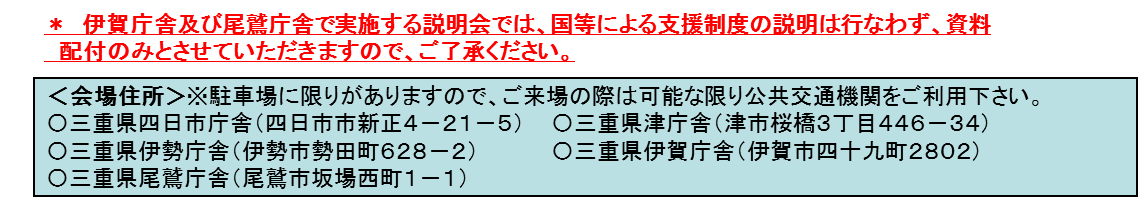 ＊　伊賀庁舎及び尾鷲庁舎で実施する説明会では、国等による支援制度の説明は行なわず、資料
配付のみとさせていただきますので、ご了承ください。
＜会場住所＞※駐車場に限りがありますので、ご来場の際は可能な限り公共交通機関をご利用下さい。
〇三重県四日市庁舎（四日市市新正４－２１－５）　〇三重県津庁舎（津市桜橋３丁目４４６－３４）
〇三重県伊勢庁舎（伊勢市勢田町６２８－２）　〇三重県伊賀庁舎（伊賀市四十九町２８０２）
〇三重県尾鷲庁舎（尾鷲市坂場西町１－１）